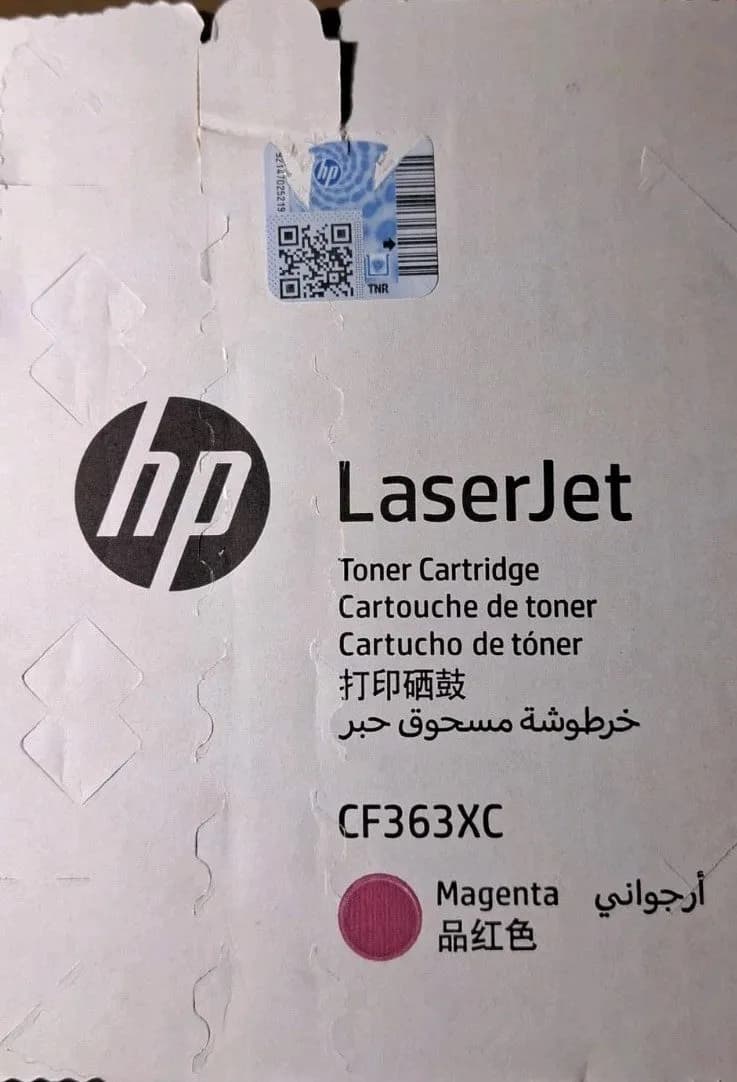 hp
TNR
hp
LaserJet
Toner Cartridge
Cartouche de toner
Cartucho de tóner
打印硒鼓
خرطوشة مسحوق حبر
CF363XC
Magenta أرجواني
品红色